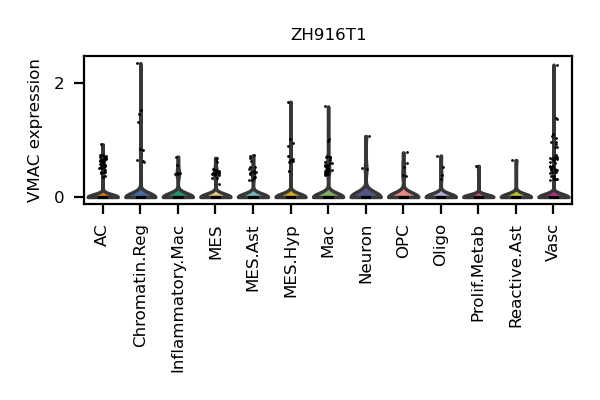 ZH916T1
VMAC expression
2
0
AC
Chromatin.Reg
Inflammatory.Mac
MES
MES.Ast
MES.Hyp
Mac
Neuron
OPC
Oligo
Prolif.Metab
Reactive.Ast
Vasc